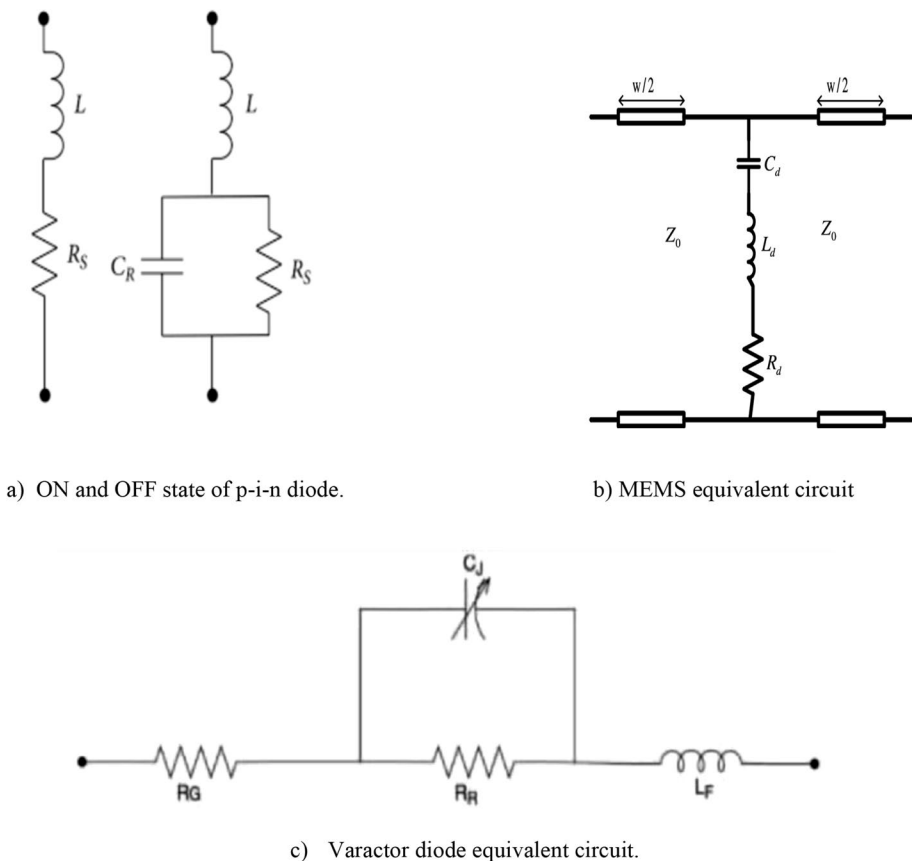 L
R_S
L
C_R
R_S
a) ON and OFF state of p-i-n diode.
w/2
w/2
C_d
Z_0
L_d
Z_0
R_d
b) MEMS equivalent circuit
C_J
RG
R_R
L_F
c) Varactor diode equivalent circuit.